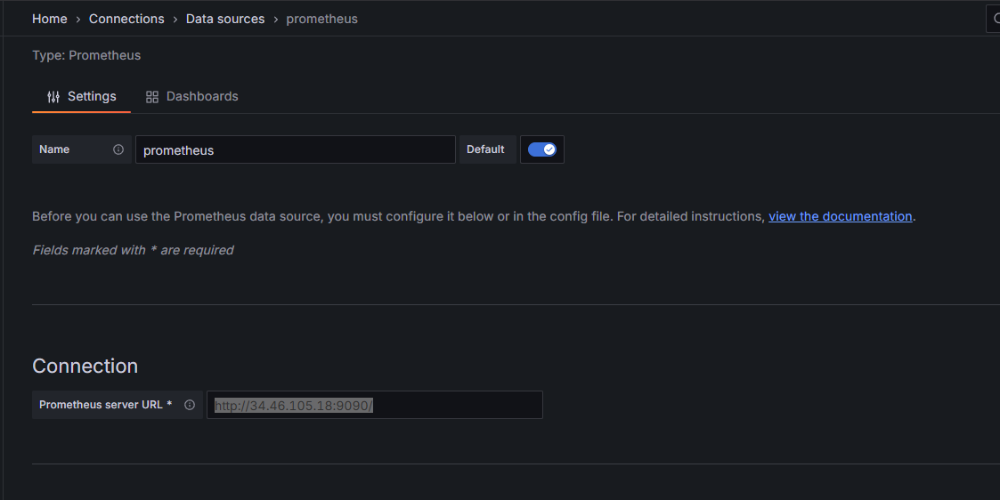 Home › Connections › Data sources › prometheus
Type: Prometheus
Settings Dashboards
Name prometheus Default
Before you can use the Prometheus data source, you must configure it below or in the config file. For detailed instructions, view the documentation.
Fields marked with * are required
Connection
Prometheus server URL * http://34.46.105.18:9090/